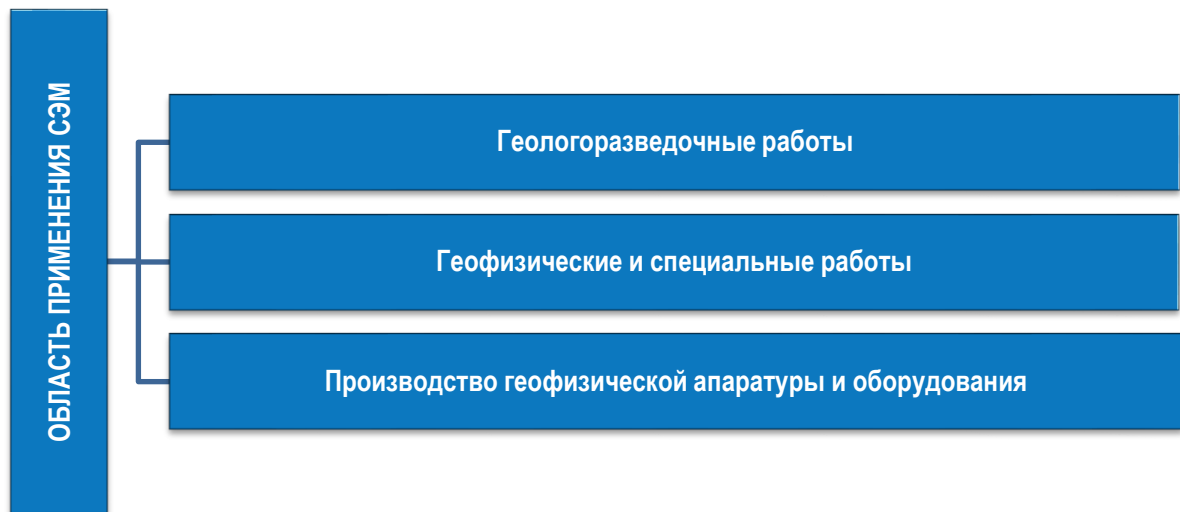 ОБЛАСТЬ ПРИМЕНЕНИЯ СЭМ
Геологоразведочные работы
Геофизические и специальные работы
Производство геофизической апаратуры и оборудования